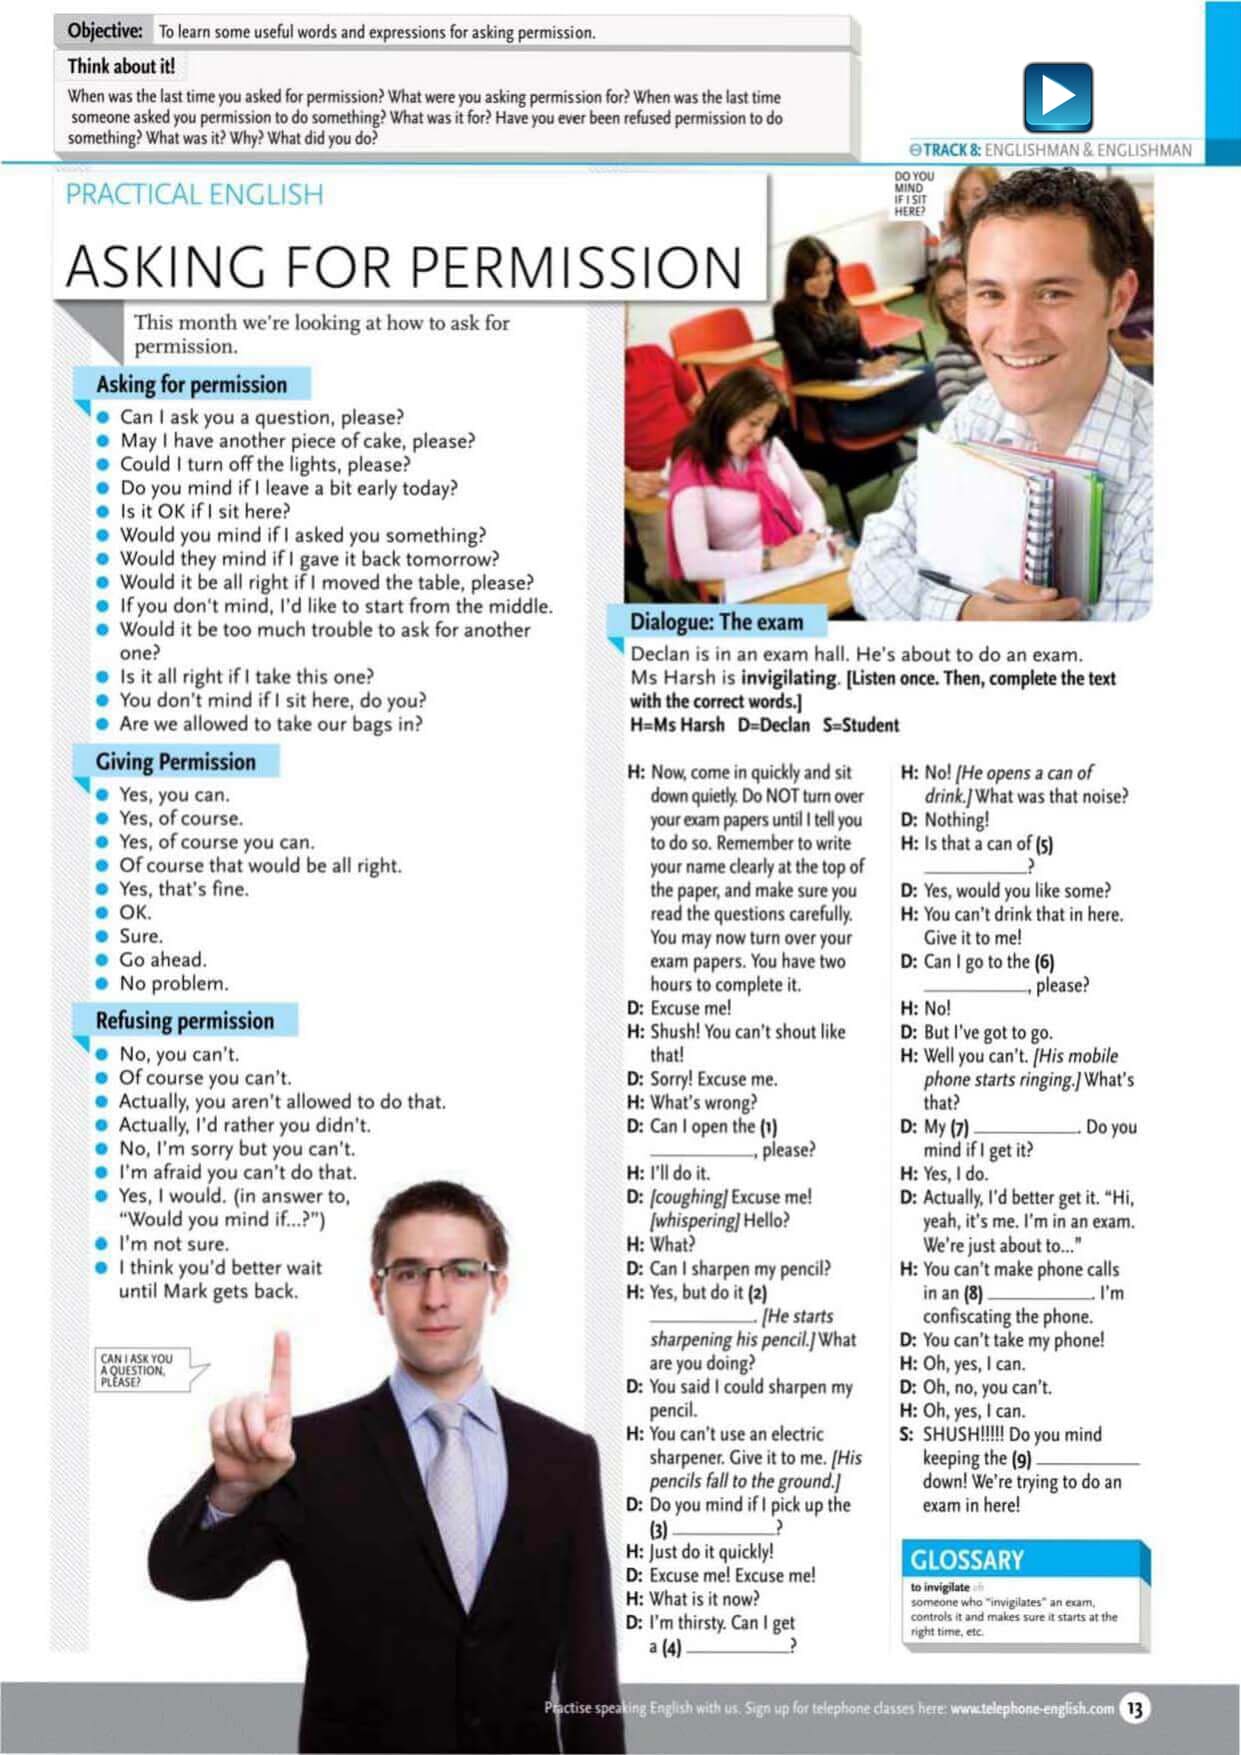 Objective: To learn some useful words and expressions for asking permission.
Think about it!
When was the last time you asked for permission? What were you asking permission for? When was the last time
someone asked you permission to do something? What was it for? Have you ever been refused permission to do
something? What was it? Why? What did you do?
TRACK 8: ENGLISHMAN & ENGLISHMAN
PRACTICAL ENGLISH
ASKING FOR PERMISSION
DO YOU
MIND
IF I SIT
HERE?
This month we're looking at how to ask for
permission.
Asking for permission
Can I ask you a question, please?
May I have another piece of cake, please?
Could I turn off the lights, please?
Do you mind if I leave a bit early today?
Is it OK if I sit here?
Would you mind if I asked you something?
Would they mind if I gave it back tomorrow?
Would it be all right if I moved the table, please?
If you don't mind, I'd like to start from the middle.
Would it be too much trouble to ask for another
one?
Is it all right if I take this one?
You don't mind if I sit here, do you?
Are we allowed to take our bags in?
Giving Permission
Yes, you can.
Yes, of course.
Yes, of course you can.
Of course that would be all right.
Yes, that's fine.
OK.
Sure.
Go ahead.
No problem.
Refusing permission
No, you can't.
Of course you can't.
Actually, you aren't allowed to do that.
Actually, I'd rather you didn't.
No, I'm sorry but you can't.
I'm afraid you can't do that.
Yes, I would. (in answer to,
"Would you mind if...?")
I'm not sure.
I think you'd better wait
until Mark gets back.
CAN I ASK YOU
A QUESTION,
PLEASE?
Dialogue: The exam
Declan is in an exam hall. He's about to do an exam.
Ms Harsh is invigilating. [Listen once. Then, complete the text
with the correct words.]
H=Ms Harsh D=Declan S=Student
H: Now, come in quickly and sit
down quietly. Do NOT turn over
your exam papers until I tell you
to do so. Remember to write
your name clearly at the top of
the paper, and make sure you
read the questions carefully.
You may now turn over your
exam papers. You have two
hours to complete it.
D: Excuse me!
H: Shush! You can't shout like
that!
D: Sorry! Excuse me.
H: What's wrong?
D: Can I open the (1)
____________, please?
H: I'll do it.
D: [coughing] Excuse me!
[whispering] Hello?
H: What?
D: Can I sharpen my pencil?
H: Yes, but do it (2)
____________. [He starts
sharpening his pencil.] What
are you doing?
D: You said I could sharpen my
pencil.
H: You can't use an electric
sharpener. Give it to me. [His
pencils fall to the ground.]
D: Do you mind if I pick up the
(3) ____________?
H: Just do it quickly!
D: Excuse me! Excuse me!
H: What is it now?
D: I'm thirsty. Can I get
a (4) ____________?
H: No! [He opens a can of
drink.] What was that noise?
D: Nothing!
H: Is that a can of (5)
____________?
D: Yes, would you like some?
H: You can't drink that in here.
Give it to me!
D: Can I go to the (6)
____________, please?
H: No!
D: But I've got to go.
H: Well you can't. [His mobile
phone starts ringing.] What's
that?
D: My (7) ____________. Do you
mind if I get it?
H: Yes, I do.
D: Actually, I'd better get it. "Hi,
yeah, it's me. I'm in an exam.
We're just about to..."
H: You can't make phone calls
in an (8) ____________. I'm
confiscating the phone.
D: You can't take my phone!
H: Oh, yes, I can.
D: Oh, no, you can't.
H: Oh, yes, I can.
S: SHUSH!!!!! Do you mind
keeping the (9) ____________
down! We're trying to do an
exam in here!
GLOSSARY
to invigilate
someone who "invigilates" an exam,
controls it and makes sure it starts at the
right time, etc.
Practise speaking English with us. Sign up for telephone classes here: www.telephone-english.com 13